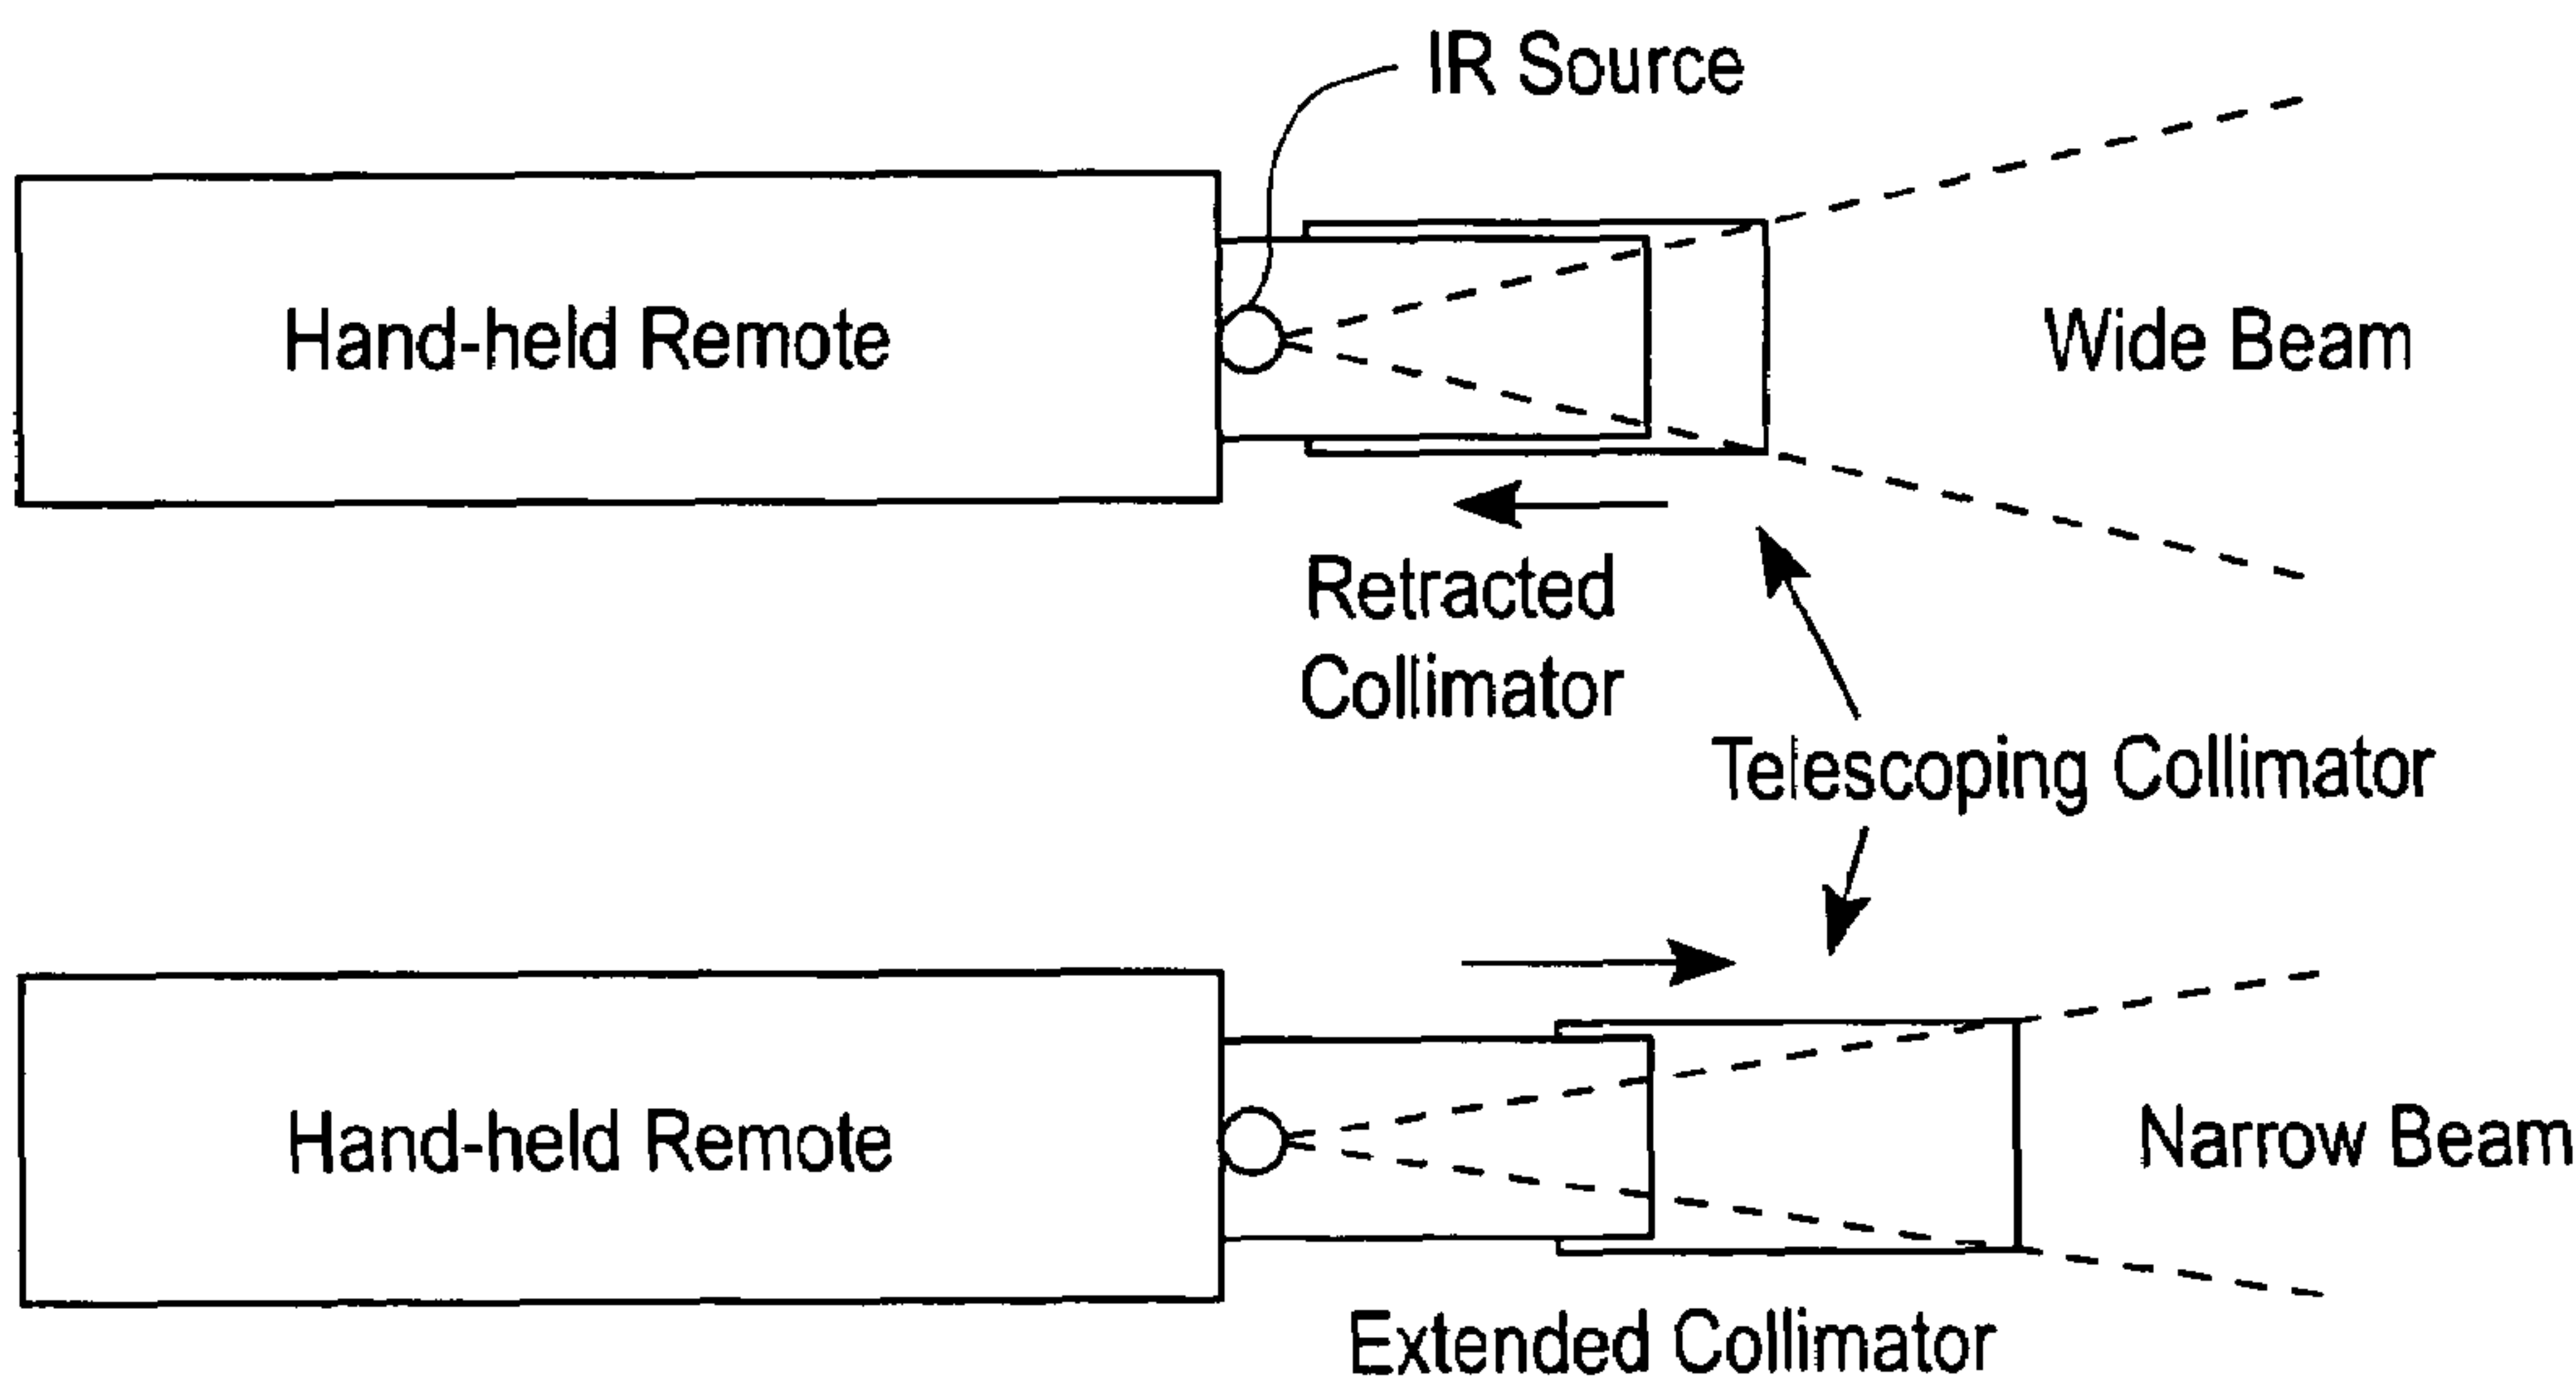 IR Source
Hand-held Remote
Wide Beam
Retracted
Collimator
Telescoping Collimator
Hand-held Remote
Narrow Beam
Extended Collimator